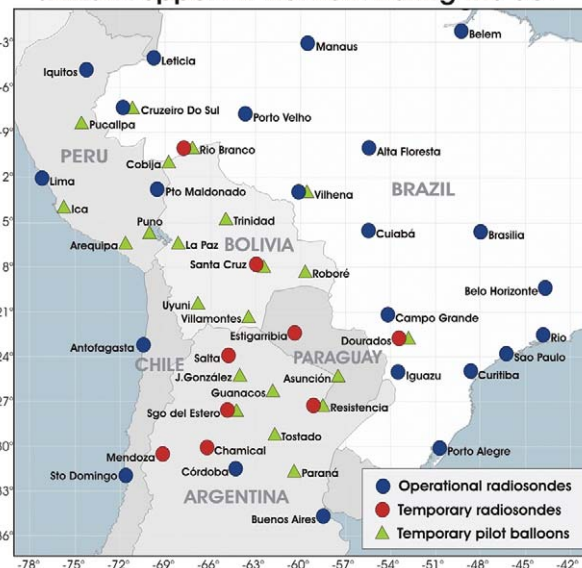 -3°
Belem
Manaus
Leticia
Iquitos
-6°
Cruzeiro Do Sul
Porto Velho
Pucallpa
-9°
PERU
Rio Branco
Alta Floresta
Cobija
2°
Lima
Pto Maldonado
Vilhena
BRAZIL
Ica
Puno
Trinidad
5°
Cuiabá
Brasilia
Arequipa
La Paz
BOLIVIA
8°
Santa Cruz
Roboré
Belo Horizonte
Uyuni
21°
Villamontes
Campo Grande
Estigarribia
Dourados
Rio
Antofagasta
24°
CHILE
Salta
PARAGUAY
Sao Paulo
J.González
Asunción
Iguazu
Curitiba
Guanacos
27°
Sgo del Estero
Resistencia
Tostado
30°
Mendoza
Chamical
Porto Alegre
Sto Domingo
Córdoba
Paraná
33°
ARGENTINA
Operational radiosondes
Buenos Aires
Temporary radiosondes
36°
Temporary pilot balloons
-78° -75° -72° -69° -66° -63° -60° -57° -54° -51° -48° -45° -42°